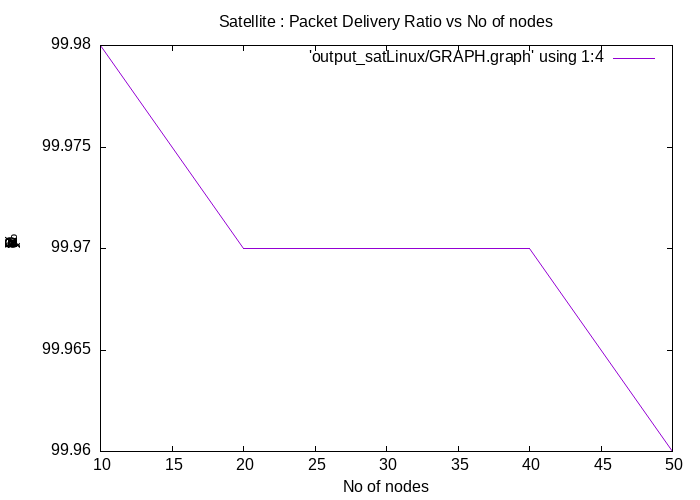 Satellite : Packet Delivery Ratio vs No of nodes
'output_satLinux/GRAPH.graph' using 1:4
99.98
99.975
99.97
99.965
99.96
10 15 20 25 30 35 40 45 50
No of nodes